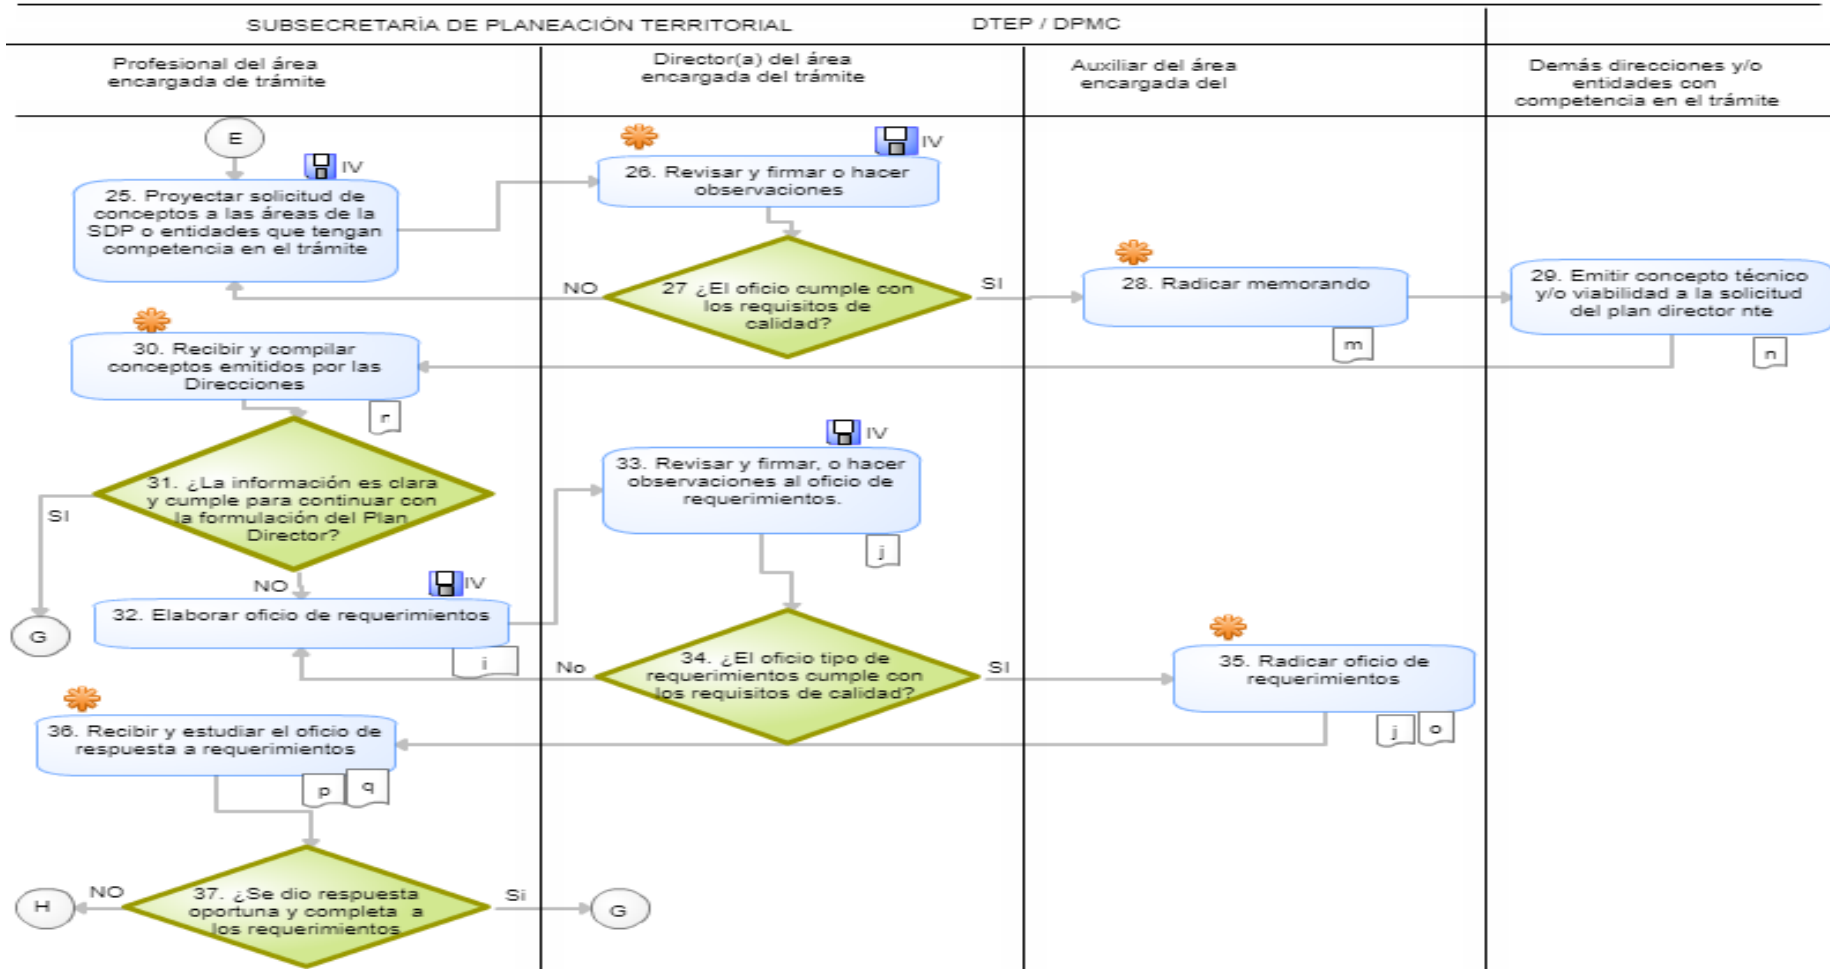 SUBSECRETARÍA DE PLANEACIÓN TERRITORIAL
DTEP / DPMC
Profesional del área
encargada de trámite
Director(a) del área
encargada del trámite
Auxiliar del área
encargada del
Demás direcciones y/o
entidades con
competencia en el trámite
E
IV
25. Proyectar solicitud de
conceptos a las áreas de la
SDP o entidades que tengan
competencia en el trámite
IV
26. Revisar y firmar o hacer
observaciones
NO
27 ¿El oficio cumple con
los requisitos de
calidad?
SI
28. Radicar memorando
m
29. Emitir concepto técnico
y/o viabilidad a la solicitud
del plan director nte
n
30. Recibir y compilar
conceptos emitidos por las
Direcciones
r
31. ¿La información es clara
y cumple para continuar con
la formulación del Plan
Director?
SI
G
NO
IV
32. Elaborar oficio de requerimientos
i
IV
33. Revisar y firmar, o hacer
observaciones al oficio de
requerimientos.
j
No
34. ¿El oficio tipo de
requerimientos cumple con
los requisitos de calidad?
SI
35. Radicar oficio de
requerimientos
j
o
36. Recibir y estudiar el oficio de
respuesta a requerimientos
p
q
37. ¿Se dio respuesta
oportuna y completa a
los requerimientos
NO
H
Si
G